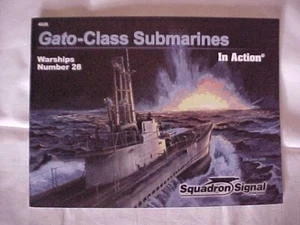 Gato-Class Submarines
Warships
Number 28
In Action®
Squadron Signal